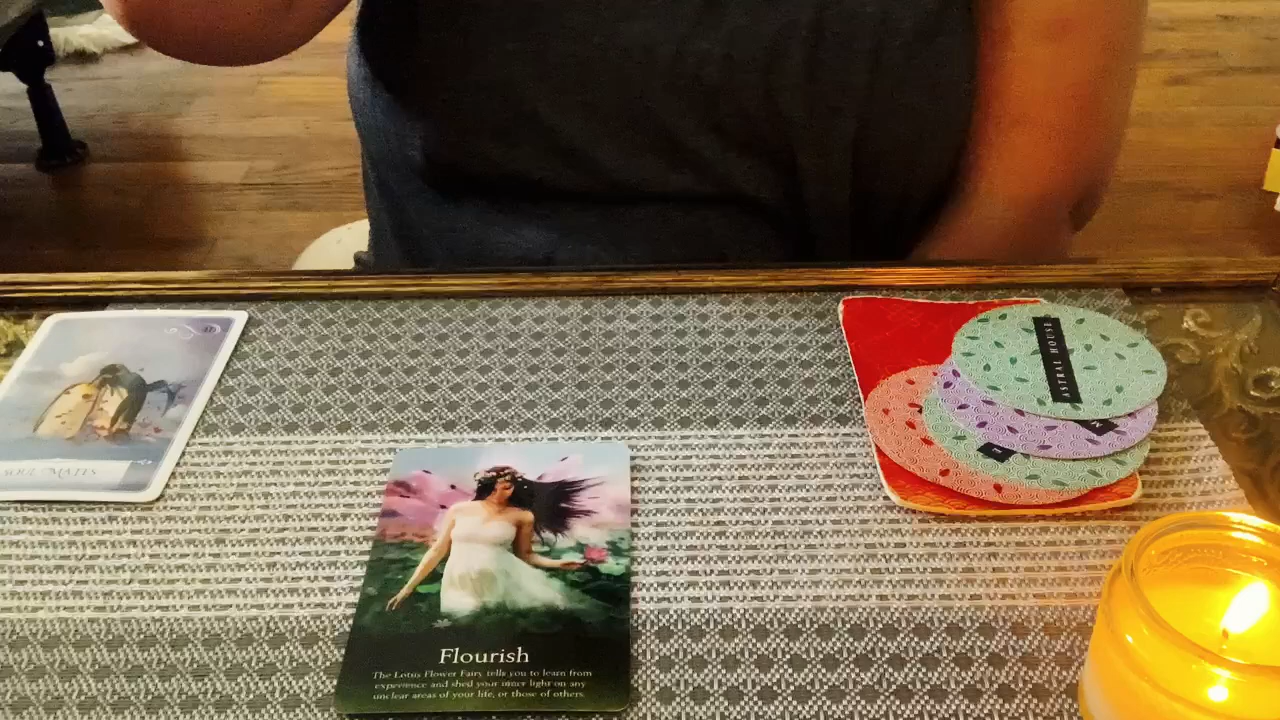 SOUL MATES
ASTRAL HOUSE
Flourish
The Lotus Flower Fairy tells you to learn from
experience and shed your inner light on any
unclear areas of your life, or those of others.